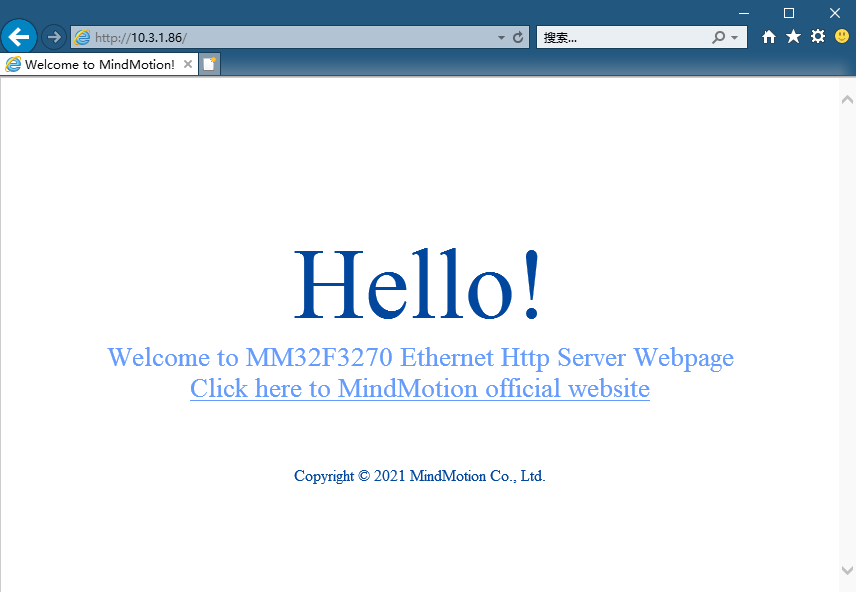 http://10.3.1.86/
搜索...
Welcome to MindMotion!
Hello!
Welcome to MM32F3270 Ethernet Http Server Webpage
Click here to MindMotion official website
Copyright © 2021 MindMotion Co., Ltd.